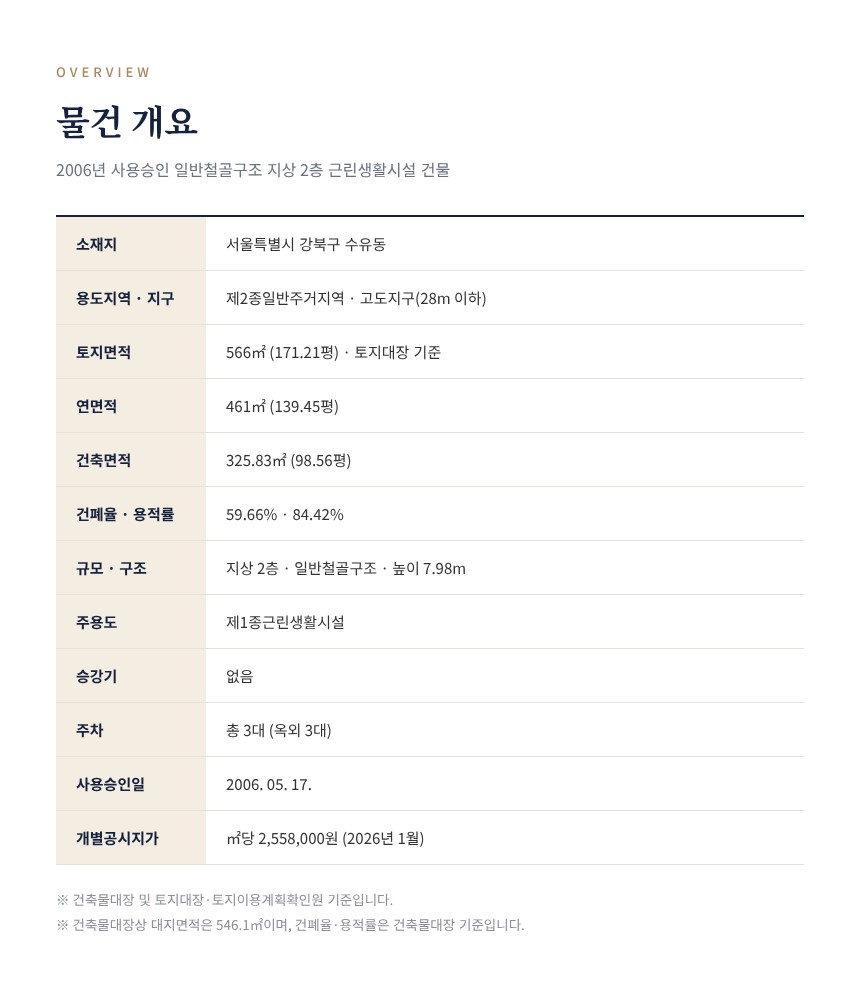 OVERVIEW
물건 개요
2006년 사용승인 일반철골구조 지상 2층 근린생활시설 건물
소재지 서울특별시 강북구 수유동
용도지역 · 지구 제2종일반주거지역 · 고도지구(28m 이하)
토지면적 566㎡ (171.21평) · 토지대장 기준
연면적 461㎡ (139.45평)
건축면적 325.83㎡ (98.56평)
건폐율 · 용적률 59.66% · 84.42%
규모 · 구조 지상 2층 · 일반철골구조 · 높이 7.98m
주용도 제1종근린생활시설
승강기 없음
주차 총 3대 (옥외 3대)
사용승인일 2006. 05. 17.
개별공시지가 ㎡당 2,558,000원 (2026년 1월)
※ 건축물대장 및 토지대장·토지이용계획확인원 기준입니다.
※ 건축물대장상 대지면적은 546.1㎡이며, 건폐율·용적률은 건축물대장 기준입니다.